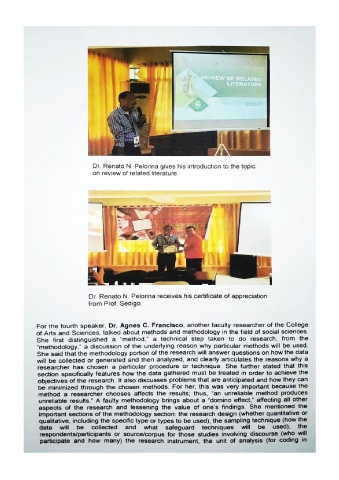 REVIEW OF RELATED
LITERATURE
Dr. Renato N. Pelorina gives his introduction to the topic
on review of related literature.
Dr. Renato N. Pelorina receives his certificate of appreciation
from Prof. Sedigo.
For the fourth speaker, Dr. Agnes C. Francisco, another faculty researcher of the College
of Arts and Sciences, talked about methods and methodology in the field of social sciences.
She first distinguished a "method," a technical step taken to do research, from the
"methodology," a discussion of the underlying reason why particular methods will be used.
She said that the methodology portion of the research will answer questions on how the data
will be collected or generated and then analyzed, and clearly articulates the reasons why a
researcher has chosen a particular procedure or technique. She further stated that this
section specifically features how the data gathered must be treated in order to achieve the
objectives of the research. It also discusses problems that are anticipated and how they can
be minimized through the chosen methods. For her, this was very important because the
method a researcher chooses affects the results; thus, "an unreliable method produces
unreliable results." A faulty methodology brings about a "domino effect," affecting all other
aspects of the research and lessening the value of one's findings. She mentioned the
important sections of the methodology section: the research design (whether quantitative or
qualitative, including the specific type or types to be used), the sampling technique (how the
data will be collected and what safeguard techniques will be used), the
respondents/participants or source/corpus for those studies involving discourse (who will
participate and how many) the research instrument, the unit of analysis (for coding in